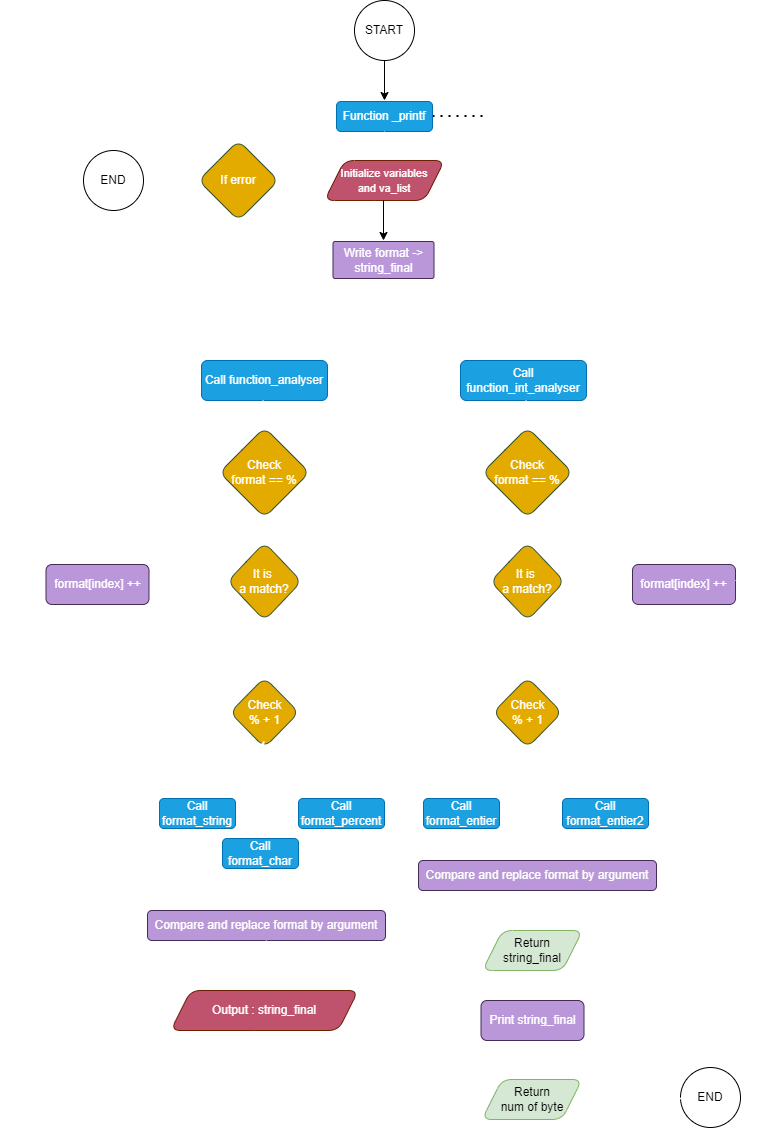 START
Function _printf
END
If error
Initialize variables
and va_list
Write format ->
string_final
Call function_analyser
Call
function_int_analyser
Check
format == %
Check
format == %
It is
a match?
It is
a match?
format[index] ++
format[index] ++
Check
% + 1
Check
% + 1
Call
format_string
Call
format_percent
Call
format_entier
Call
format_entier2
Call
format_char
Compare and replace format by argument
Compare and replace format by argument
Return
string_final
Output : string_final
Print string_final
Return
num of byte
END